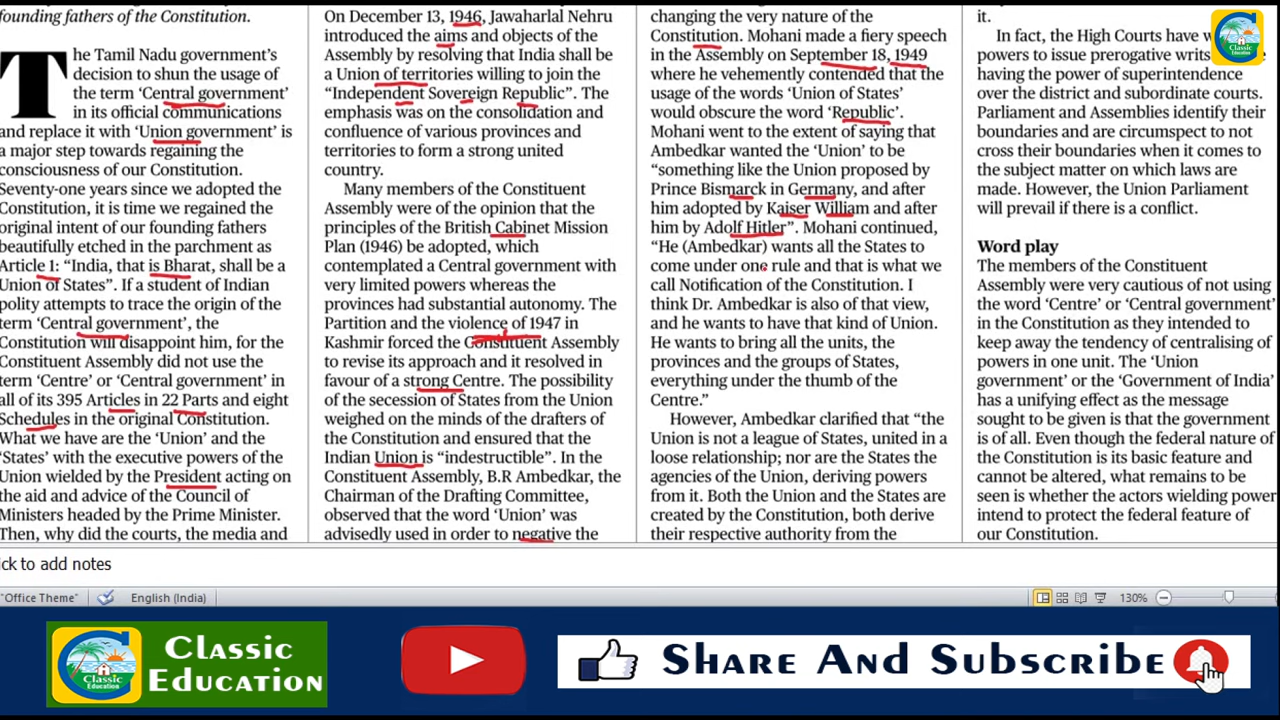 founding fathers of the Constitution.
The Tamil Nadu government’s
decision to shun the usage of
the term ‘Central government’
in its official communications
and replace it with ‘Union government’ is
a major step towards regaining the
consciousness of our Constitution.
Seventy-one years since we adopted the
Constitution, it is time we regained the
original intent of our founding fathers
beautifully etched in the parchment as
Article 1: “India, that is Bharat, shall be a
Union of States”. If a student of Indian
polity attempts to trace the origin of the
term ‘Central government’, the
Constitution will disappoint him, for the
Constituent Assembly did not use the
term ‘Centre’ or ‘Central government’ in
all of its 395 Articles in 22 Parts and eight
Schedules in the original Constitution.
What we have are the ‘Union’ and the
‘States’ with the executive powers of the
Union wielded by the President acting on
the aid and advice of the Council of
Ministers headed by the Prime Minister.
Then, why did the courts, the media and
On December 13, 1946, Jawaharlal Nehru
introduced the aims and objects of the
Assembly by resolving that India shall be
a Union of territories willing to join the
“Independent Sovereign Republic”. The
emphasis was on the consolidation and
confluence of various provinces and
territories to form a strong united
country.
Many members of the Constituent
Assembly were of the opinion that the
principles of the British Cabinet Mission
Plan (1946) be adopted, which
contemplated a Central government with
very limited powers whereas the
provinces had substantial autonomy. The
Partition and the violence of 1947 in
Kashmir forced the Constituent Assembly
to revise its approach and it resolved in
favour of a strong Centre. The possibility
of the secession of States from the Union
weighed on the minds of the drafters of
the Constitution and ensured that the
Indian Union is “indestructible”. In the
Constituent Assembly, B.R Ambedkar, the
Chairman of the Drafting Committee,
observed that the word ‘Union’ was
advisedly used in order to negative the
changing the very nature of the
Constitution. Mohani made a fiery speech
in the Assembly on September 18, 1949
where he vehemently contended that the
usage of the words ‘Union of States’
would obscure the word ‘Republic’.
Mohani went to the extent of saying that
Ambedkar wanted the ‘Union’ to be
“something like the Union proposed by
Prince Bismarck in Germany, and after
him adopted by Kaiser William and after
him by Adolf Hitler”. Mohani continued,
“He (Ambedkar) wants all the States to
come under one rule and that is what we
call Notification of the Constitution. I
think Dr. Ambedkar is also of that view,
and he wants to have that kind of Union.
He wants to bring all the units, the
provinces and the groups of States,
everything under the thumb of the
Centre.”
However, Ambedkar clarified that “the
Union is not a league of States, united in a
loose relationship; nor are the States the
agencies of the Union, deriving powers
from it. Both the Union and the States are
created by the Constitution, both derive
their respective authority from the
it.
In fact, the High Courts have
powers to issue prerogative writs
having the power of superintendence
over the district and subordinate courts.
Parliament and Assemblies identify their
boundaries and are circumspect to not
cross their boundaries when it comes to
the subject matter on which laws are
made. However, the Union Parliament
will prevail if there is a conflict.
Word play
The members of the Constituent
Assembly were very cautious of not using
the word ‘Centre’ or ‘Central government’
in the Constitution as they intended to
keep away the tendency of centralising of
powers in one unit. The ‘Union
government’ or the ‘Government of India’
has a unifying effect as the message
sought to be given is that the government
is of all. Even though the federal nature of
the Constitution is its basic feature and
cannot be altered, what remains to be
seen is whether the actors wielding power
intend to protect the federal feature of
our Constitution.
Classic
Education
ick to add notes
"Office Theme"
English (India)
130%
Classic
Education
Classic
Education
Share And Subscribe